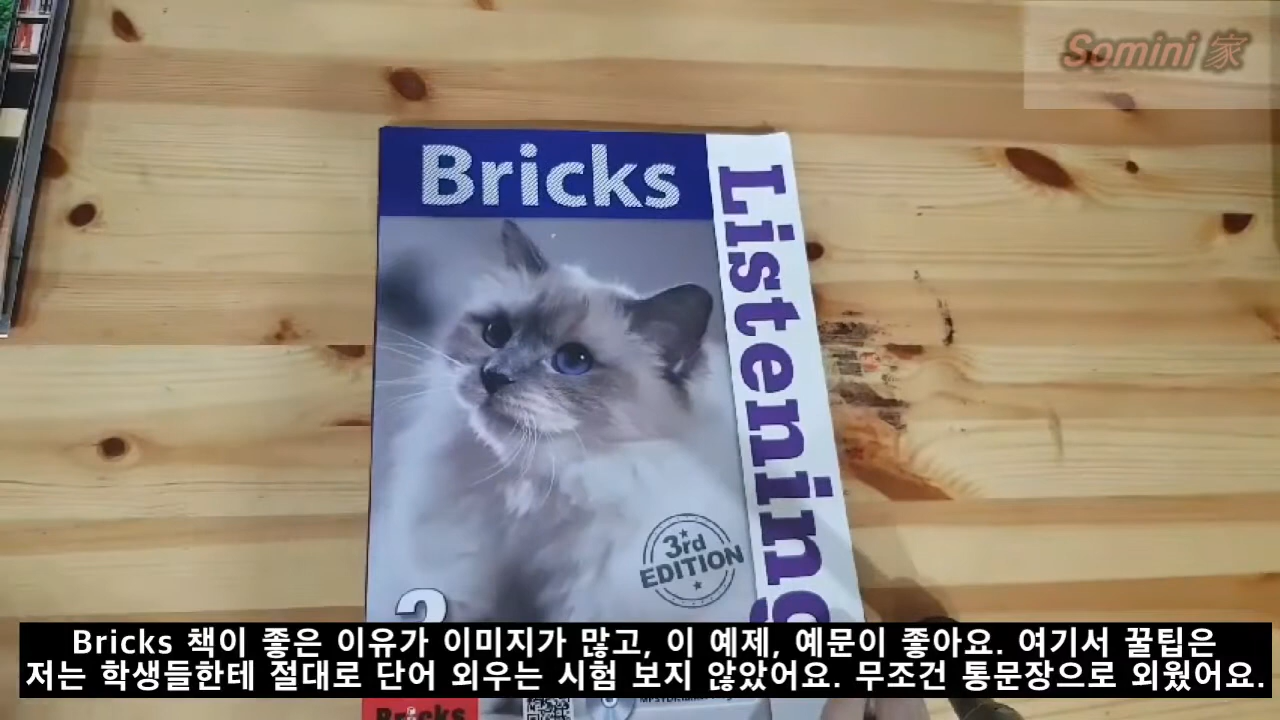 Somini 家
Bricks
Listening
3rd
EDITION
Bricks 책이 좋은 이유가 이미지가 많고, 이 예제, 예문이 좋아요. 여기서 꿀팁은
저는 학생들한테 절대로 단어 외우는 시험 보지 않았어요. 무조건 통문장으로 외웠어요.
Bricks